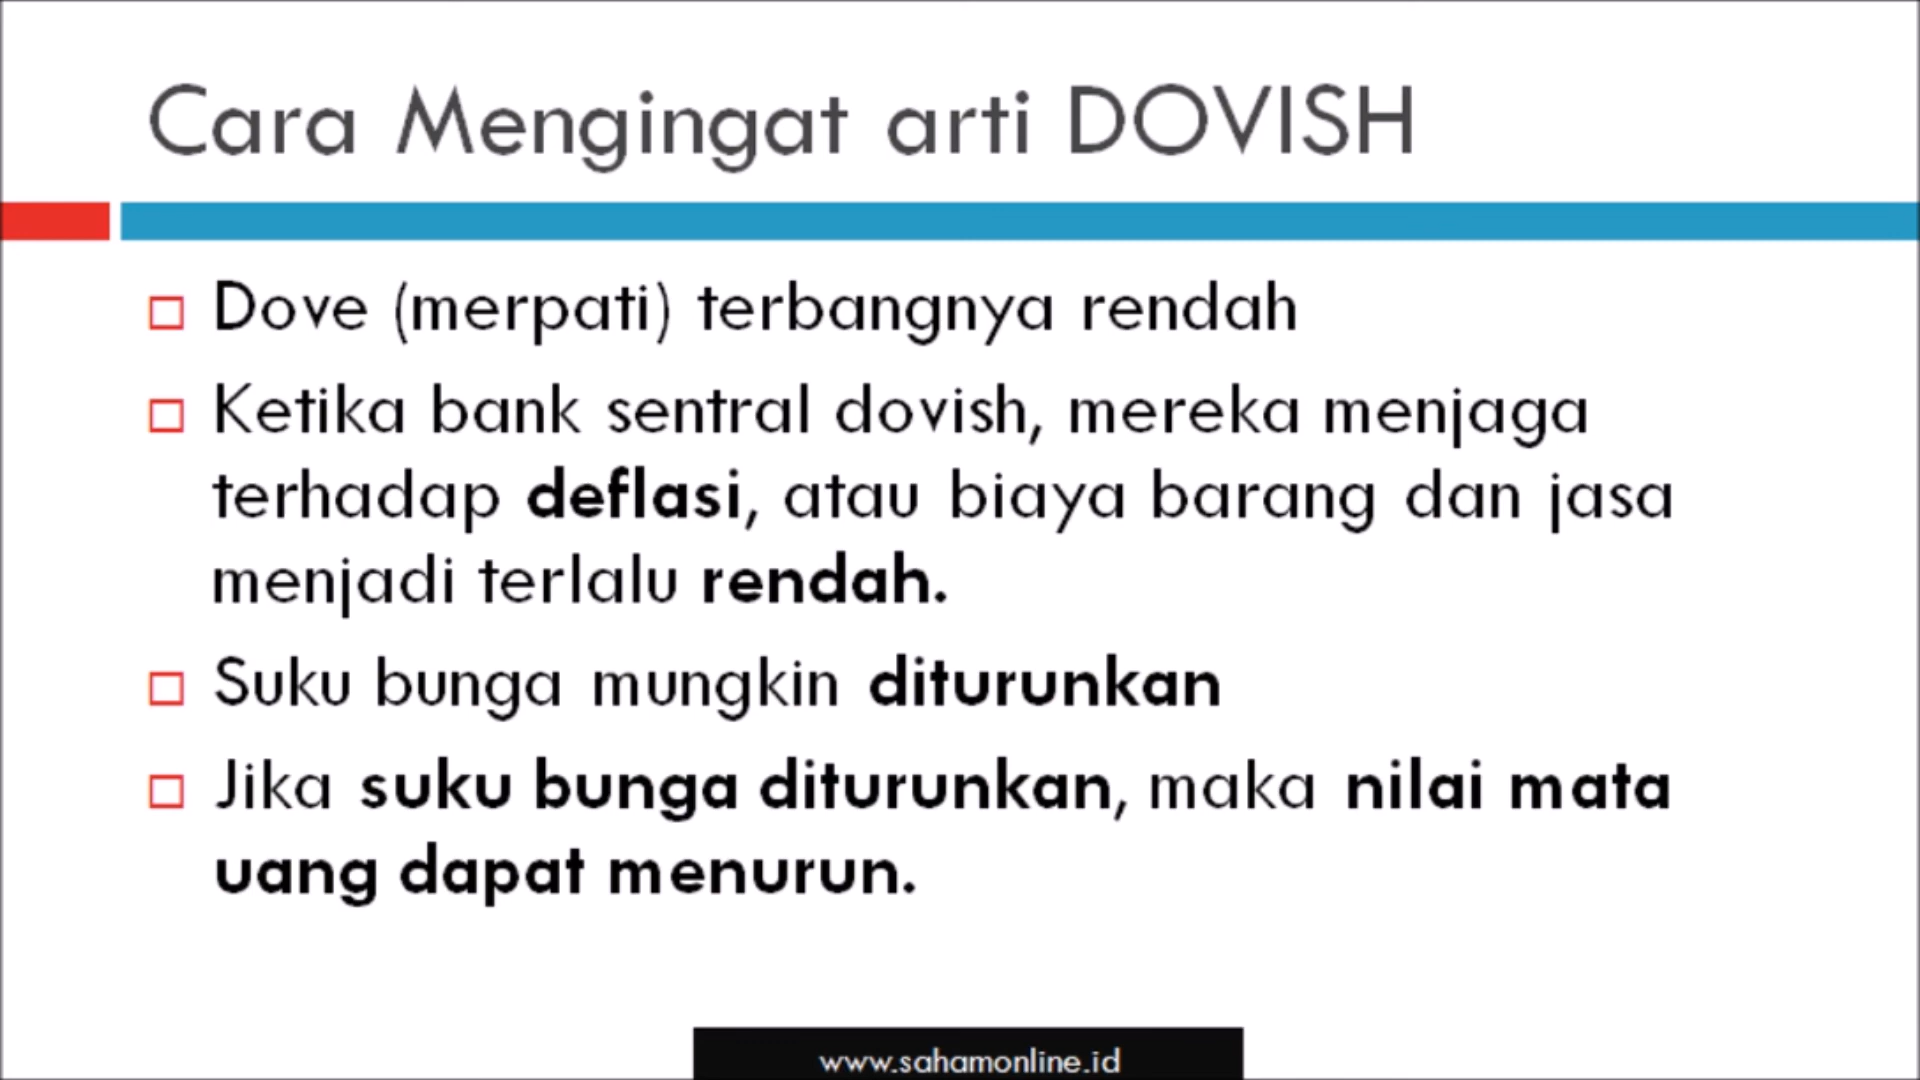 Cara Mengingat arti DOVISH
Dove (merpati) terbangnya rendah
Ketika bank sentral dovish, mereka menjaga
terhadap deflasi, atau biaya barang dan jasa
menjadi terlalu rendah.
Suku bunga mungkin diturunkan
Jika suku bunga diturunkan, maka nilai mata
uang dapat menurun.
www.sahamonline.id